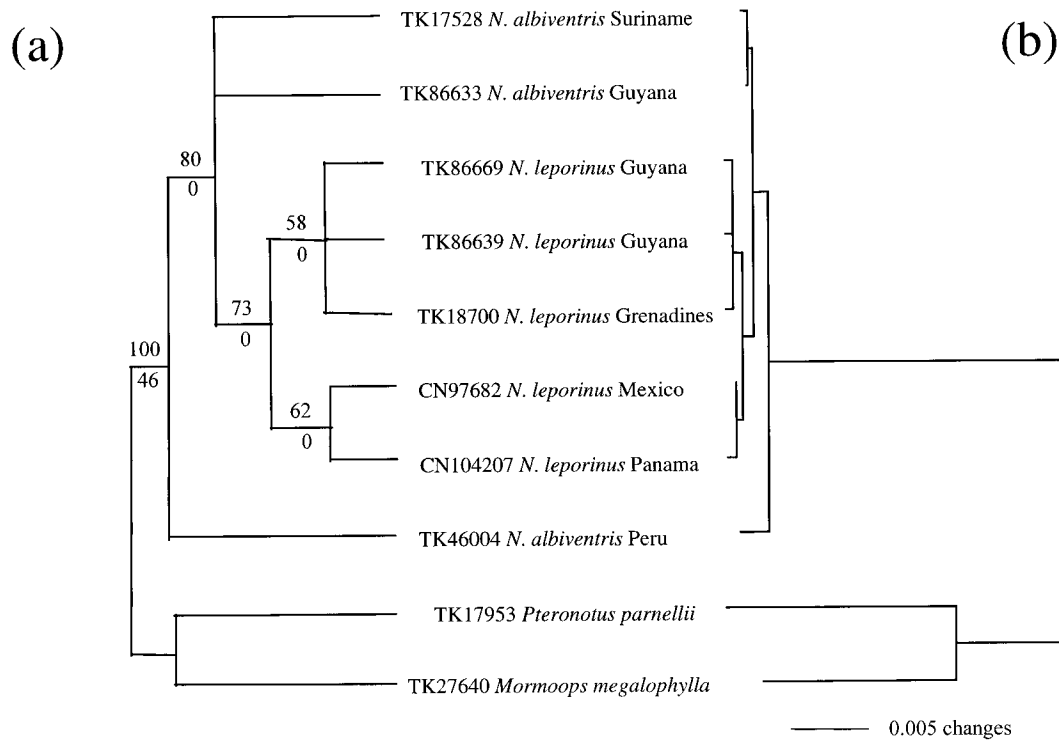 (a)
(b)
TK17528 N. albiventris Suriname
TK86633 N. albiventris Guyana
80
0
TK86669 N. leporinus Guyana
58
0
TK86639 N. leporinus Guyana
73
0
TK18700 N. leporinus Grenadines
100
46
CN97682 N. leporinus Mexico
62
0
CN104207 N. leporinus Panama
TK46004 N. albiventris Peru
TK17953 Pteronotus parnellii
TK27640 Mormoops megalophylla
0.005 changes